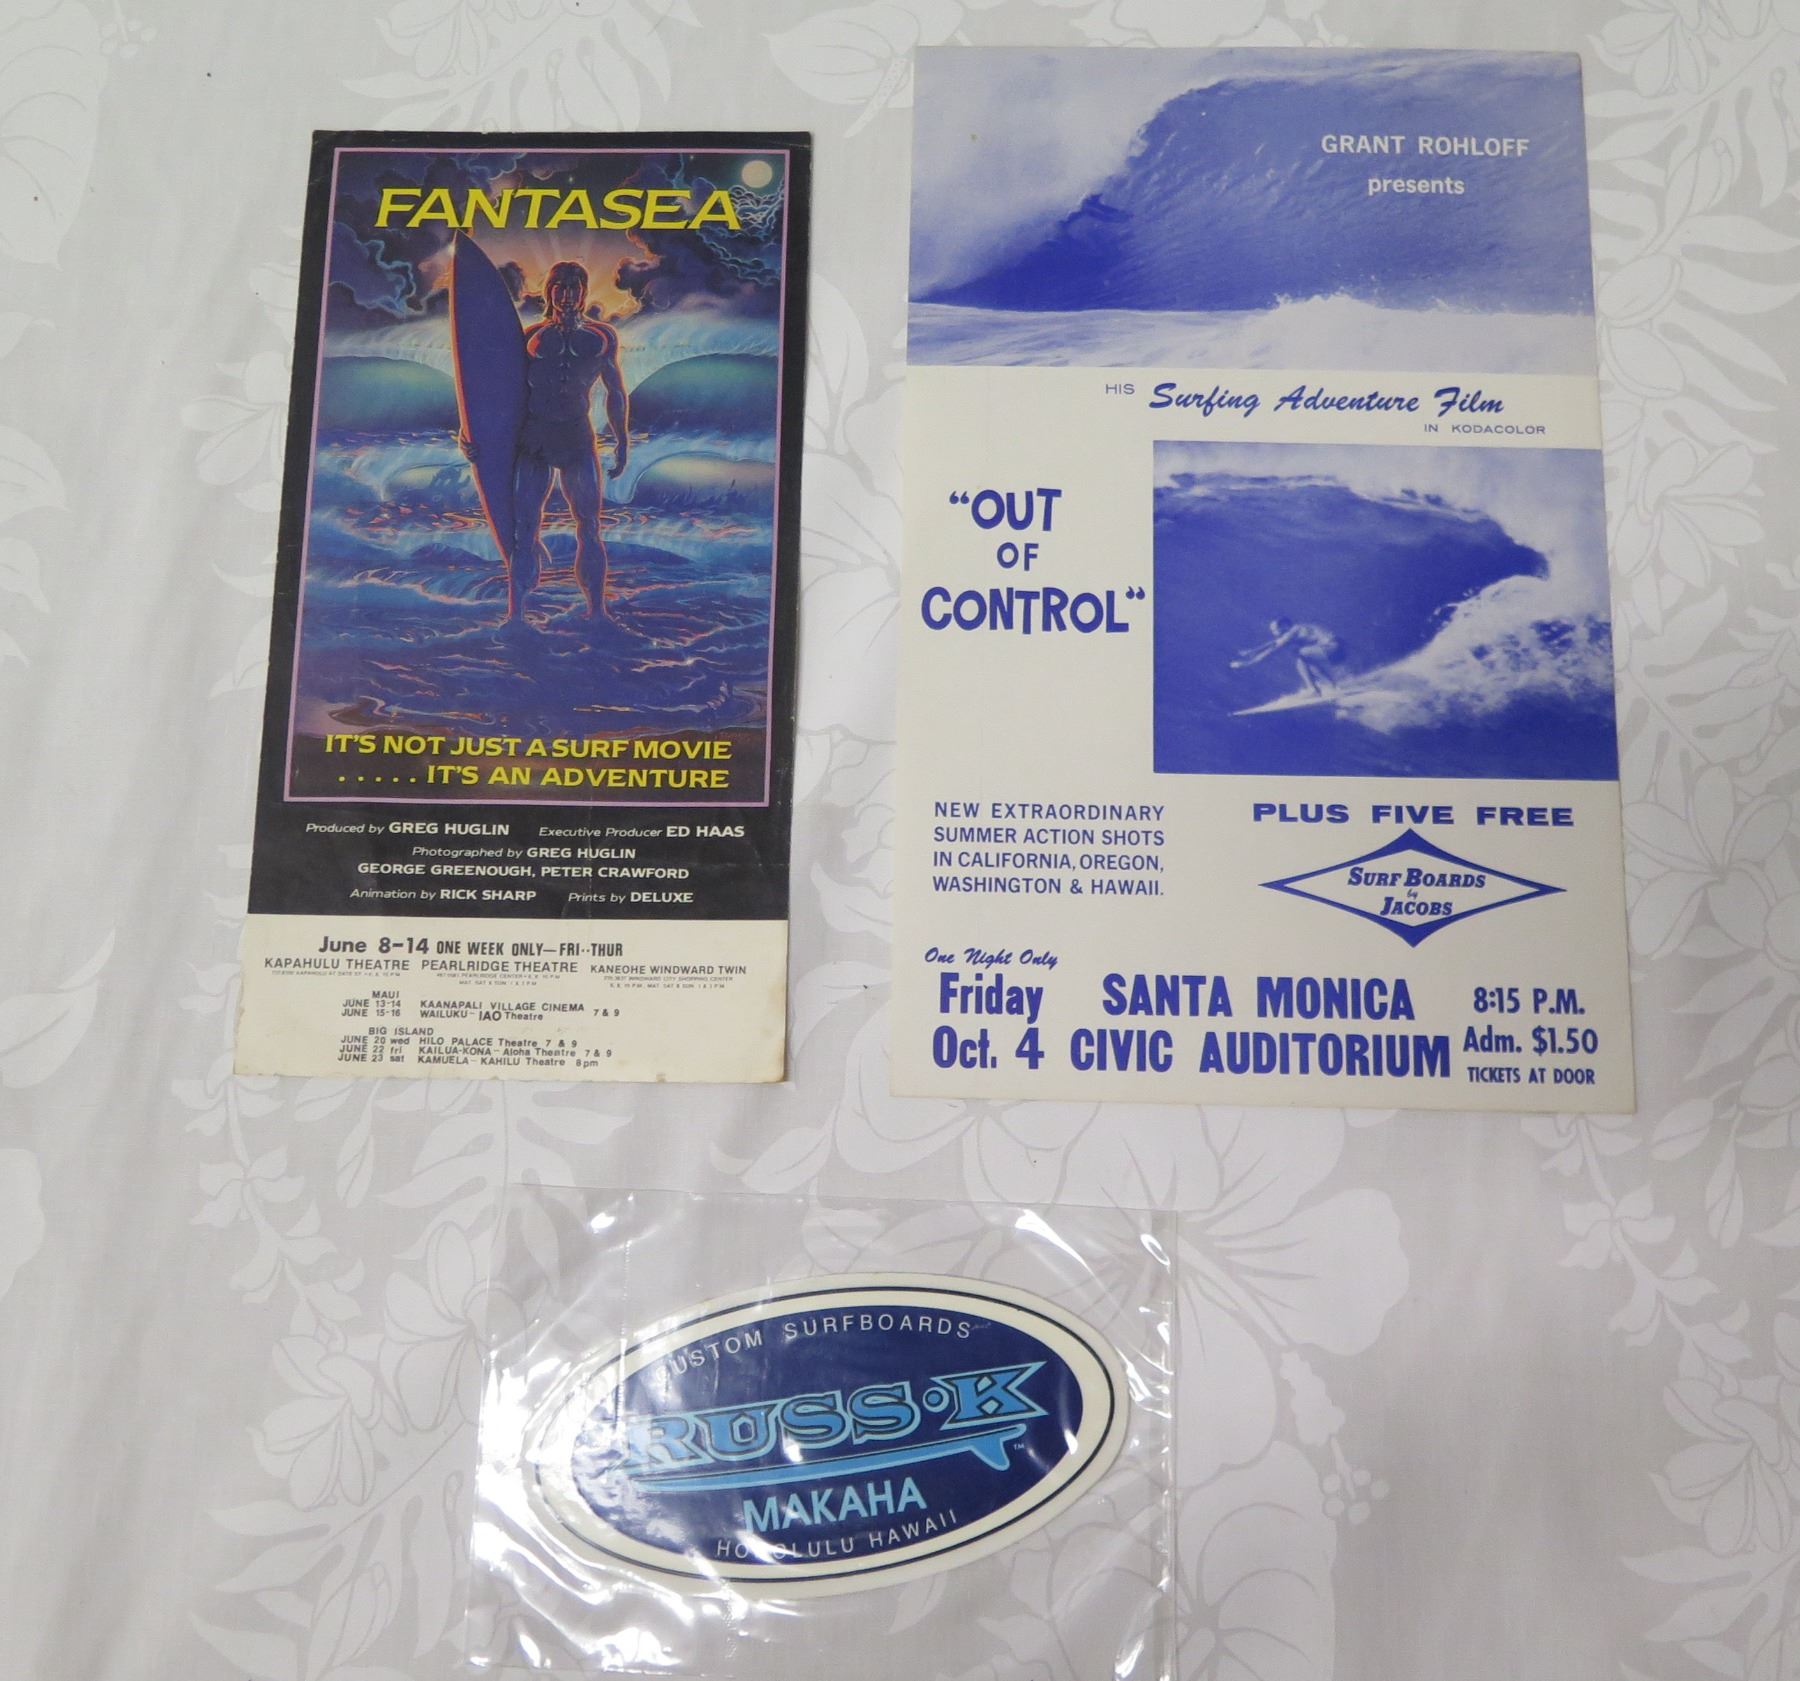 FANTASEA
IT'S NOT JUST A SURF MOVIE
..... IT'S AN ADVENTURE
Produced by GREG HUGLIN Executive Producer ED HAAS
Photographed by GREG HUGLIN
GEORGE GREENOUGH, PETER CRAWFORD
Animation by RICK SHARP Prints by DELUXE
June 8-14 ONE WEEK ONLY—FRI--THUR
KAPAHULU THEATRE PEARLRIDGE THEATRE KANEOHE WINDWARD TWIN
MAUI
JUNE 13-14 KAANAPALI VILLAGE CINEMA 7 & 9
JUNE 15-16 WAILUKU- IAO Theatre
BIG ISLAND
JUNE 20 wed HILO PALACE Theatre 7 & 9
JUNE 22 fri KAILUA-KONA- Aloha Theatre 7 & 9
JUNE 23 sat KAMUELA- KAHILU Theatre 8pm
GRANT ROHLOFF
presents
HIS Surfing Adventure Film
IN KODACOLOR
"OUT
OF
CONTROL"
NEW EXTRAORDINARY
SUMMER ACTION SHOTS
IN CALIFORNIA, OREGON,
WASHINGTON & HAWAII.
PLUS FIVE FREE
SURF BOARDS
by
JACOBS
One Night Only
Friday SANTA MONICA 8:15 P.M.
Oct. 4 CIVIC AUDITORIUM Adm. $1.50
TICKETS AT DOOR
CUSTOM SURFBOARDS
RUSS·K
TM
MAKAHA
HONOLULU HAWAII